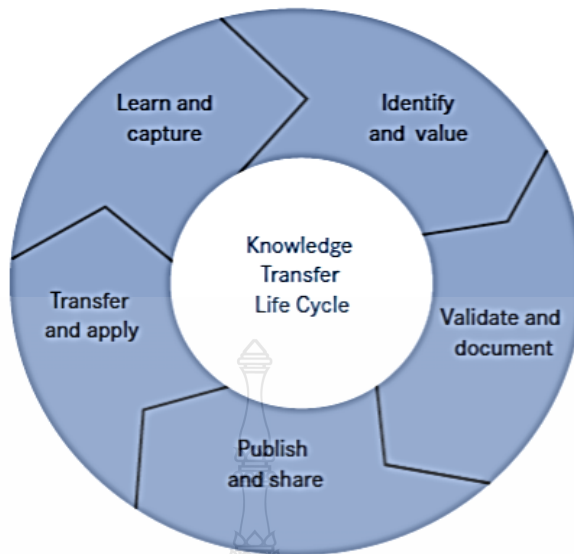 Learn and
capture
Identify
and value
Knowledge
Transfer
Life Cycle
Transfer
and apply
Validate and
document
Publish
and share